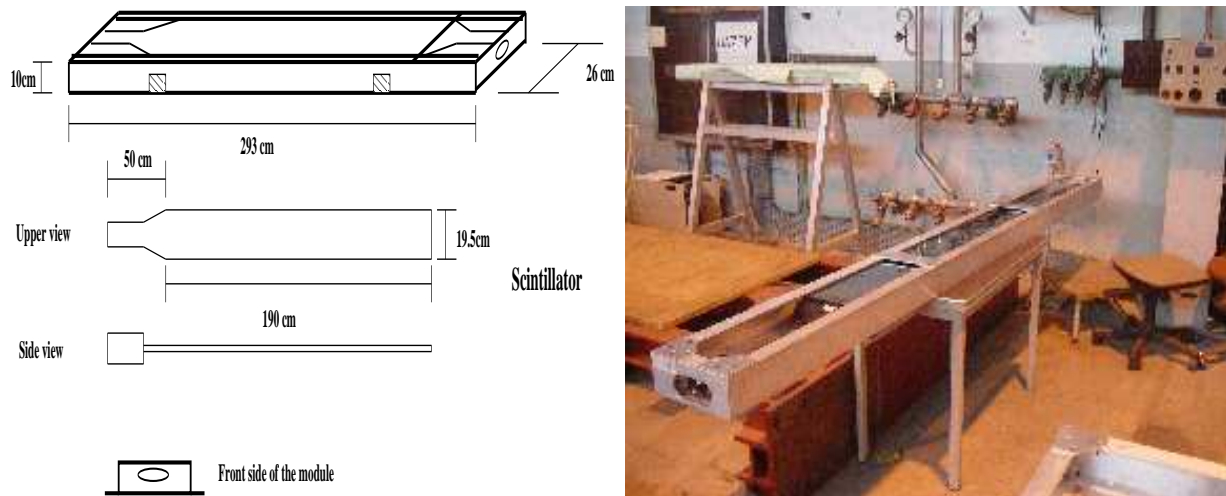 10cm
26 cm
293 cm
50 cm
Upper view
19.5cm
Scintillator
190 cm
Side view
Front side of the module